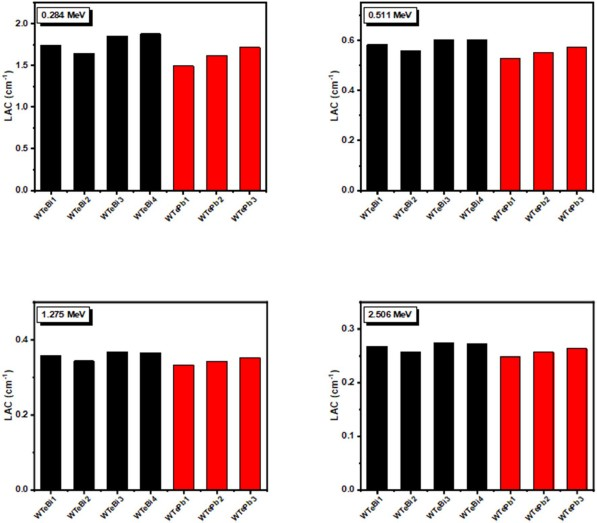 0.284 MeV
LAC (cm-1)
2.0
1.5
1.0
0.5
0.0
WTeBi1 WTeBi2 WTeBi3 WTeBi4 WTePb1 WTePb2 WTePb3
0.511 MeV
LAC (cm-1)
0.6
0.4
0.2
0.0
WTeBi1 WTeBi2 WTeBi3 WTeBi4 WTePb1 WTePb2 WTePb3
1.275 MeV
LAC (cm-1)
0.4
0.2
0.0
WTeBi1 WTeBi2 WTeBi3 WTeBi4 WTePb1 WTePb2 WTePb3
2.506 MeV
LAC (cm-1)
0.3
0.2
0.1
0.0
WTeBi1 WTeBi2 WTeBi3 WTeBi4 WTePb1 WTePb2 WTePb3